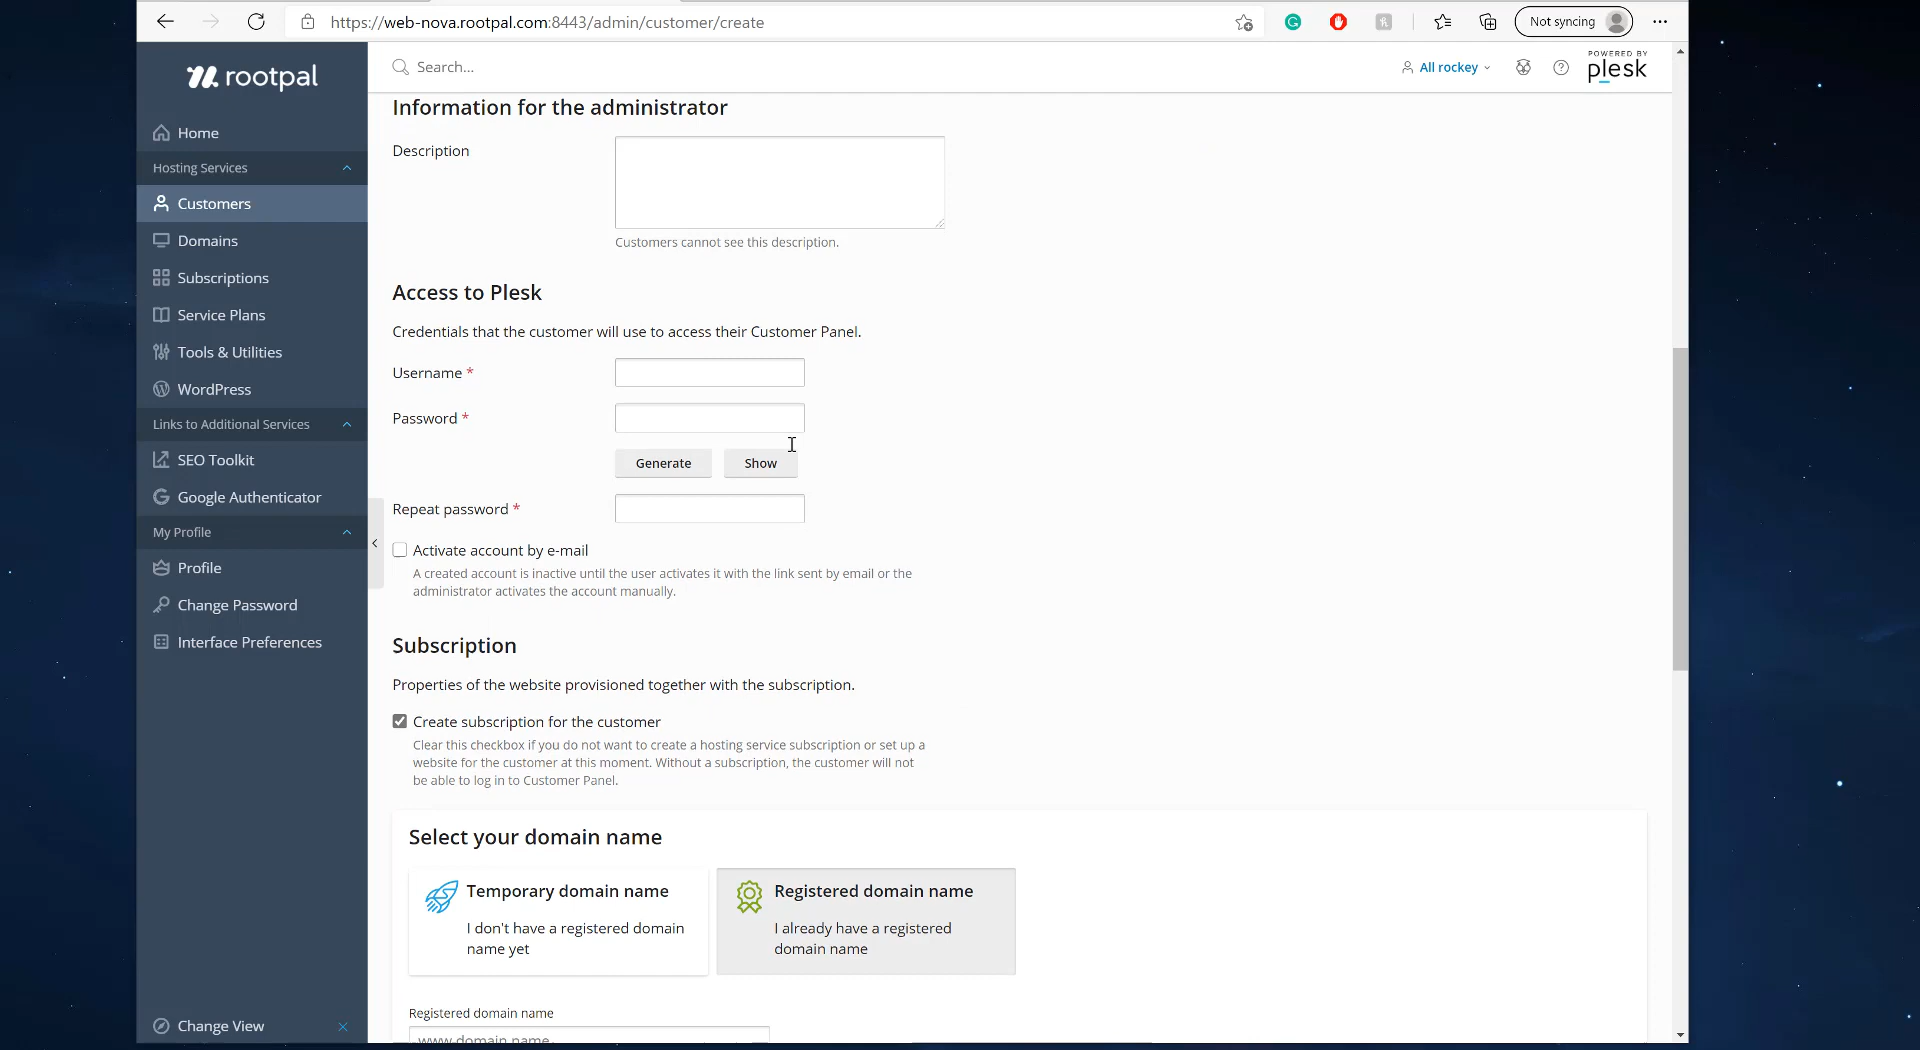 https://web-nova.rootpal.com:8443/admin/customer/create
Not syncing
rootpal
Search...
All rockey
POWERED BY
plesk
Home
Hosting Services
Customers
Domains
Subscriptions
Service Plans
Tools & Utilities
WordPress
Links to Additional Services
SEO Toolkit
Google Authenticator
My Profile
Profile
Change Password
Interface Preferences
Change View
Information for the administrator
Description
Customers cannot see this description.
Access to Plesk
Credentials that the customer will use to access their Customer Panel.
Username *
Password *
Generate
Show
Repeat password *
Activate account by e-mail
A created account is inactive until the user activates it with the link sent by email or the
administrator activates the account manually.
Subscription
Properties of the website provisioned together with the subscription.
Create subscription for the customer
Clear this checkbox if you do not want to create a hosting service subscription or set up a
website for the customer at this moment. Without a subscription, the customer will not
be able to log in to Customer Panel.
Select your domain name
Temporary domain name
I don't have a registered domain
name yet
Registered domain name
I already have a registered
domain name
Registered domain name
www.domain.name